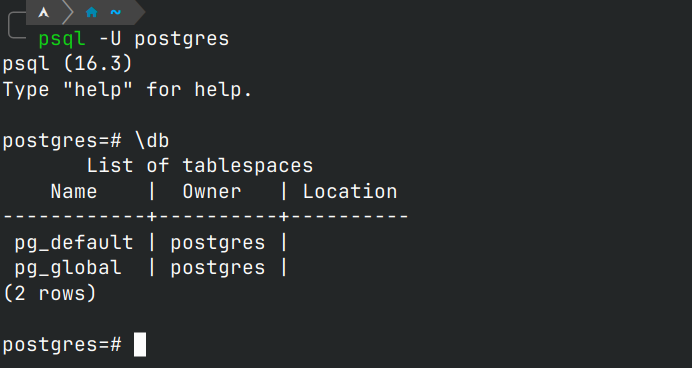 ~
psql -U postgres
psql (16.3)
Type "help" for help.
postgres=# \db
List of tablespaces
Name | Owner | Location
------------+----------+----------
pg_default | postgres |
pg_global | postgres |
(2 rows)
postgres=#